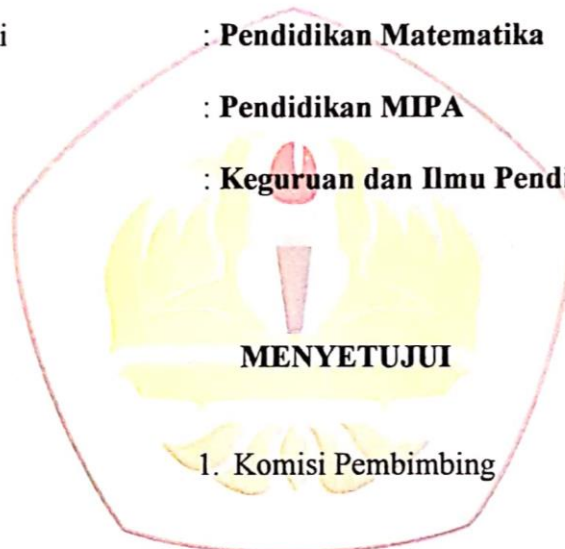 i : Pendidikan Matematika
: Pendidikan MIPA
: Keguruan dan Ilmu Pendi
MENYETUJUI
1. Komisi Pembimbing